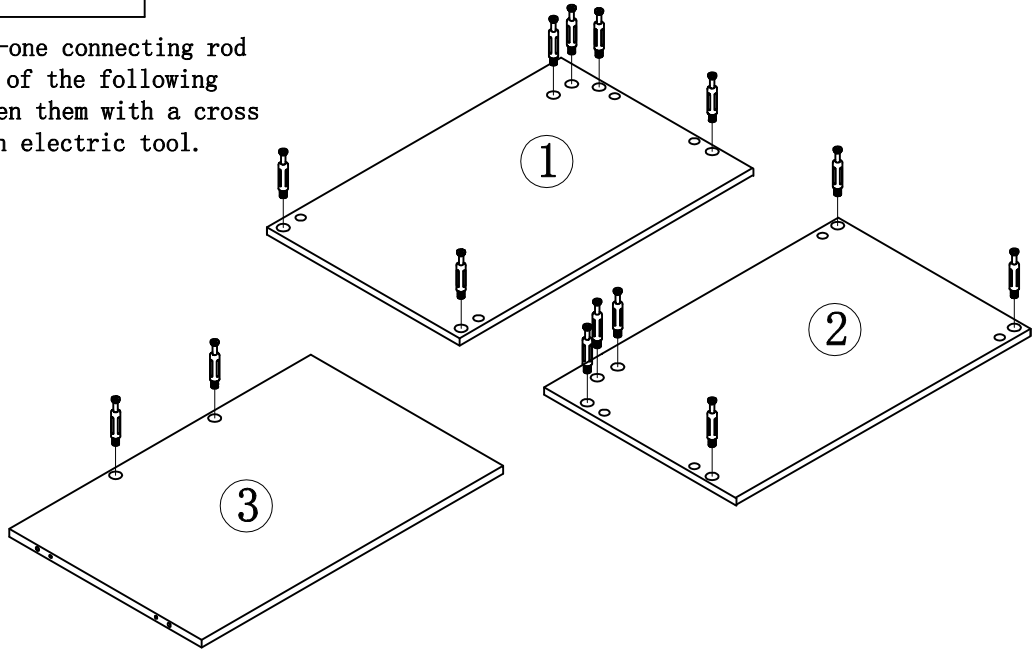 -one connecting rod
of the following
en them with a cross
electric tool.
1
2
3